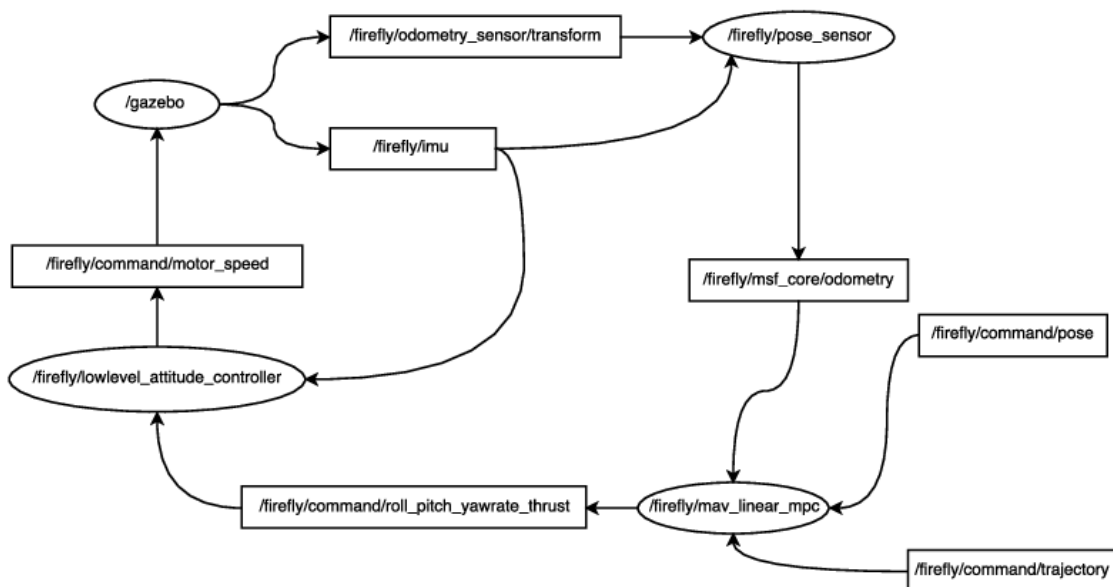 /firefly/odometry_sensor/transform
/firefly/pose_sensor
/gazebo
/firefly/imu
/firefly/command/motor_speed
/firefly/msf_core/odometry
/firefly/command/pose
/firefly/lowlevel_attitude_controller
/firefly/command/roll_pitch_yawrate_thrust
/firefly/mav_linear_mpc
/firefly/command/trajectory